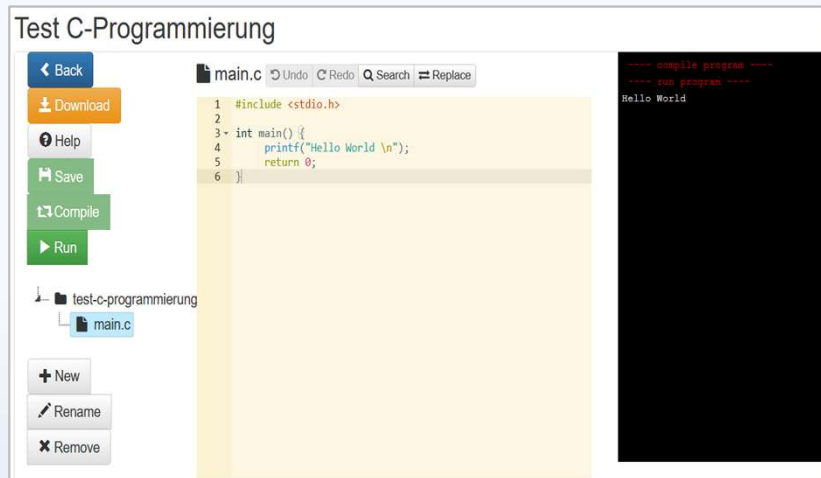 Test C-Programmierung
Back
Download
Help
Save
Compile
Run
test-c-programmierung
main.c
New
Rename
Remove
main.c Undo Redo Search Replace
1 #include <stdio.h>
2
3 int main() {
4 printf("Hello World \n");
5 return 0;
6 }
---- compile program ----
---- run program ----
Hello World